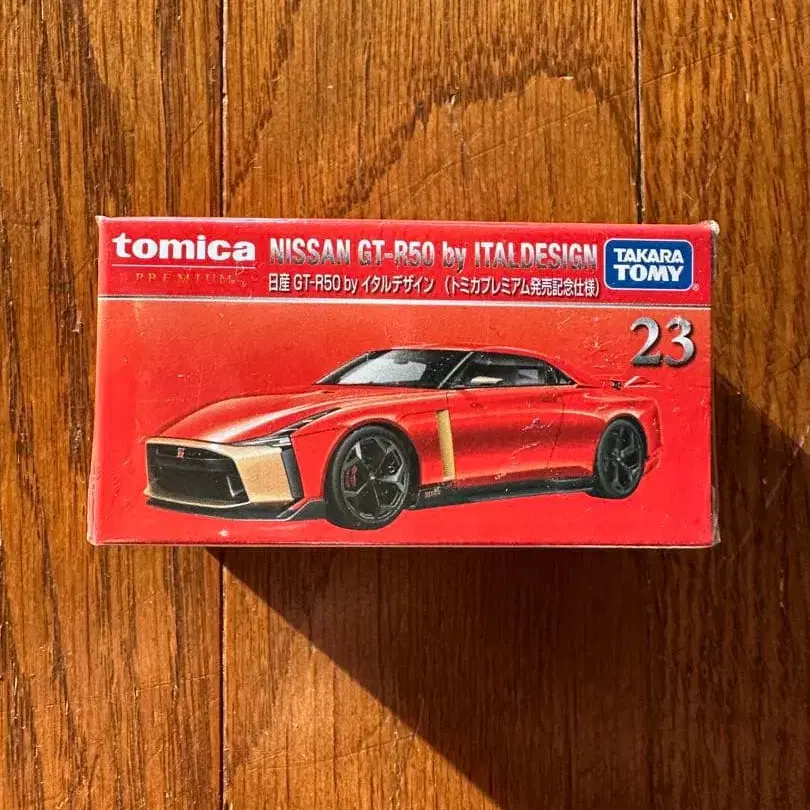 tomica
PREMIUM
NISSAN GT-R50 by ITALDESIGN
日産 GT-R50 by イタルデザイン （トミカプレミアム発売記念仕様）
TAKARA
TOMY
23